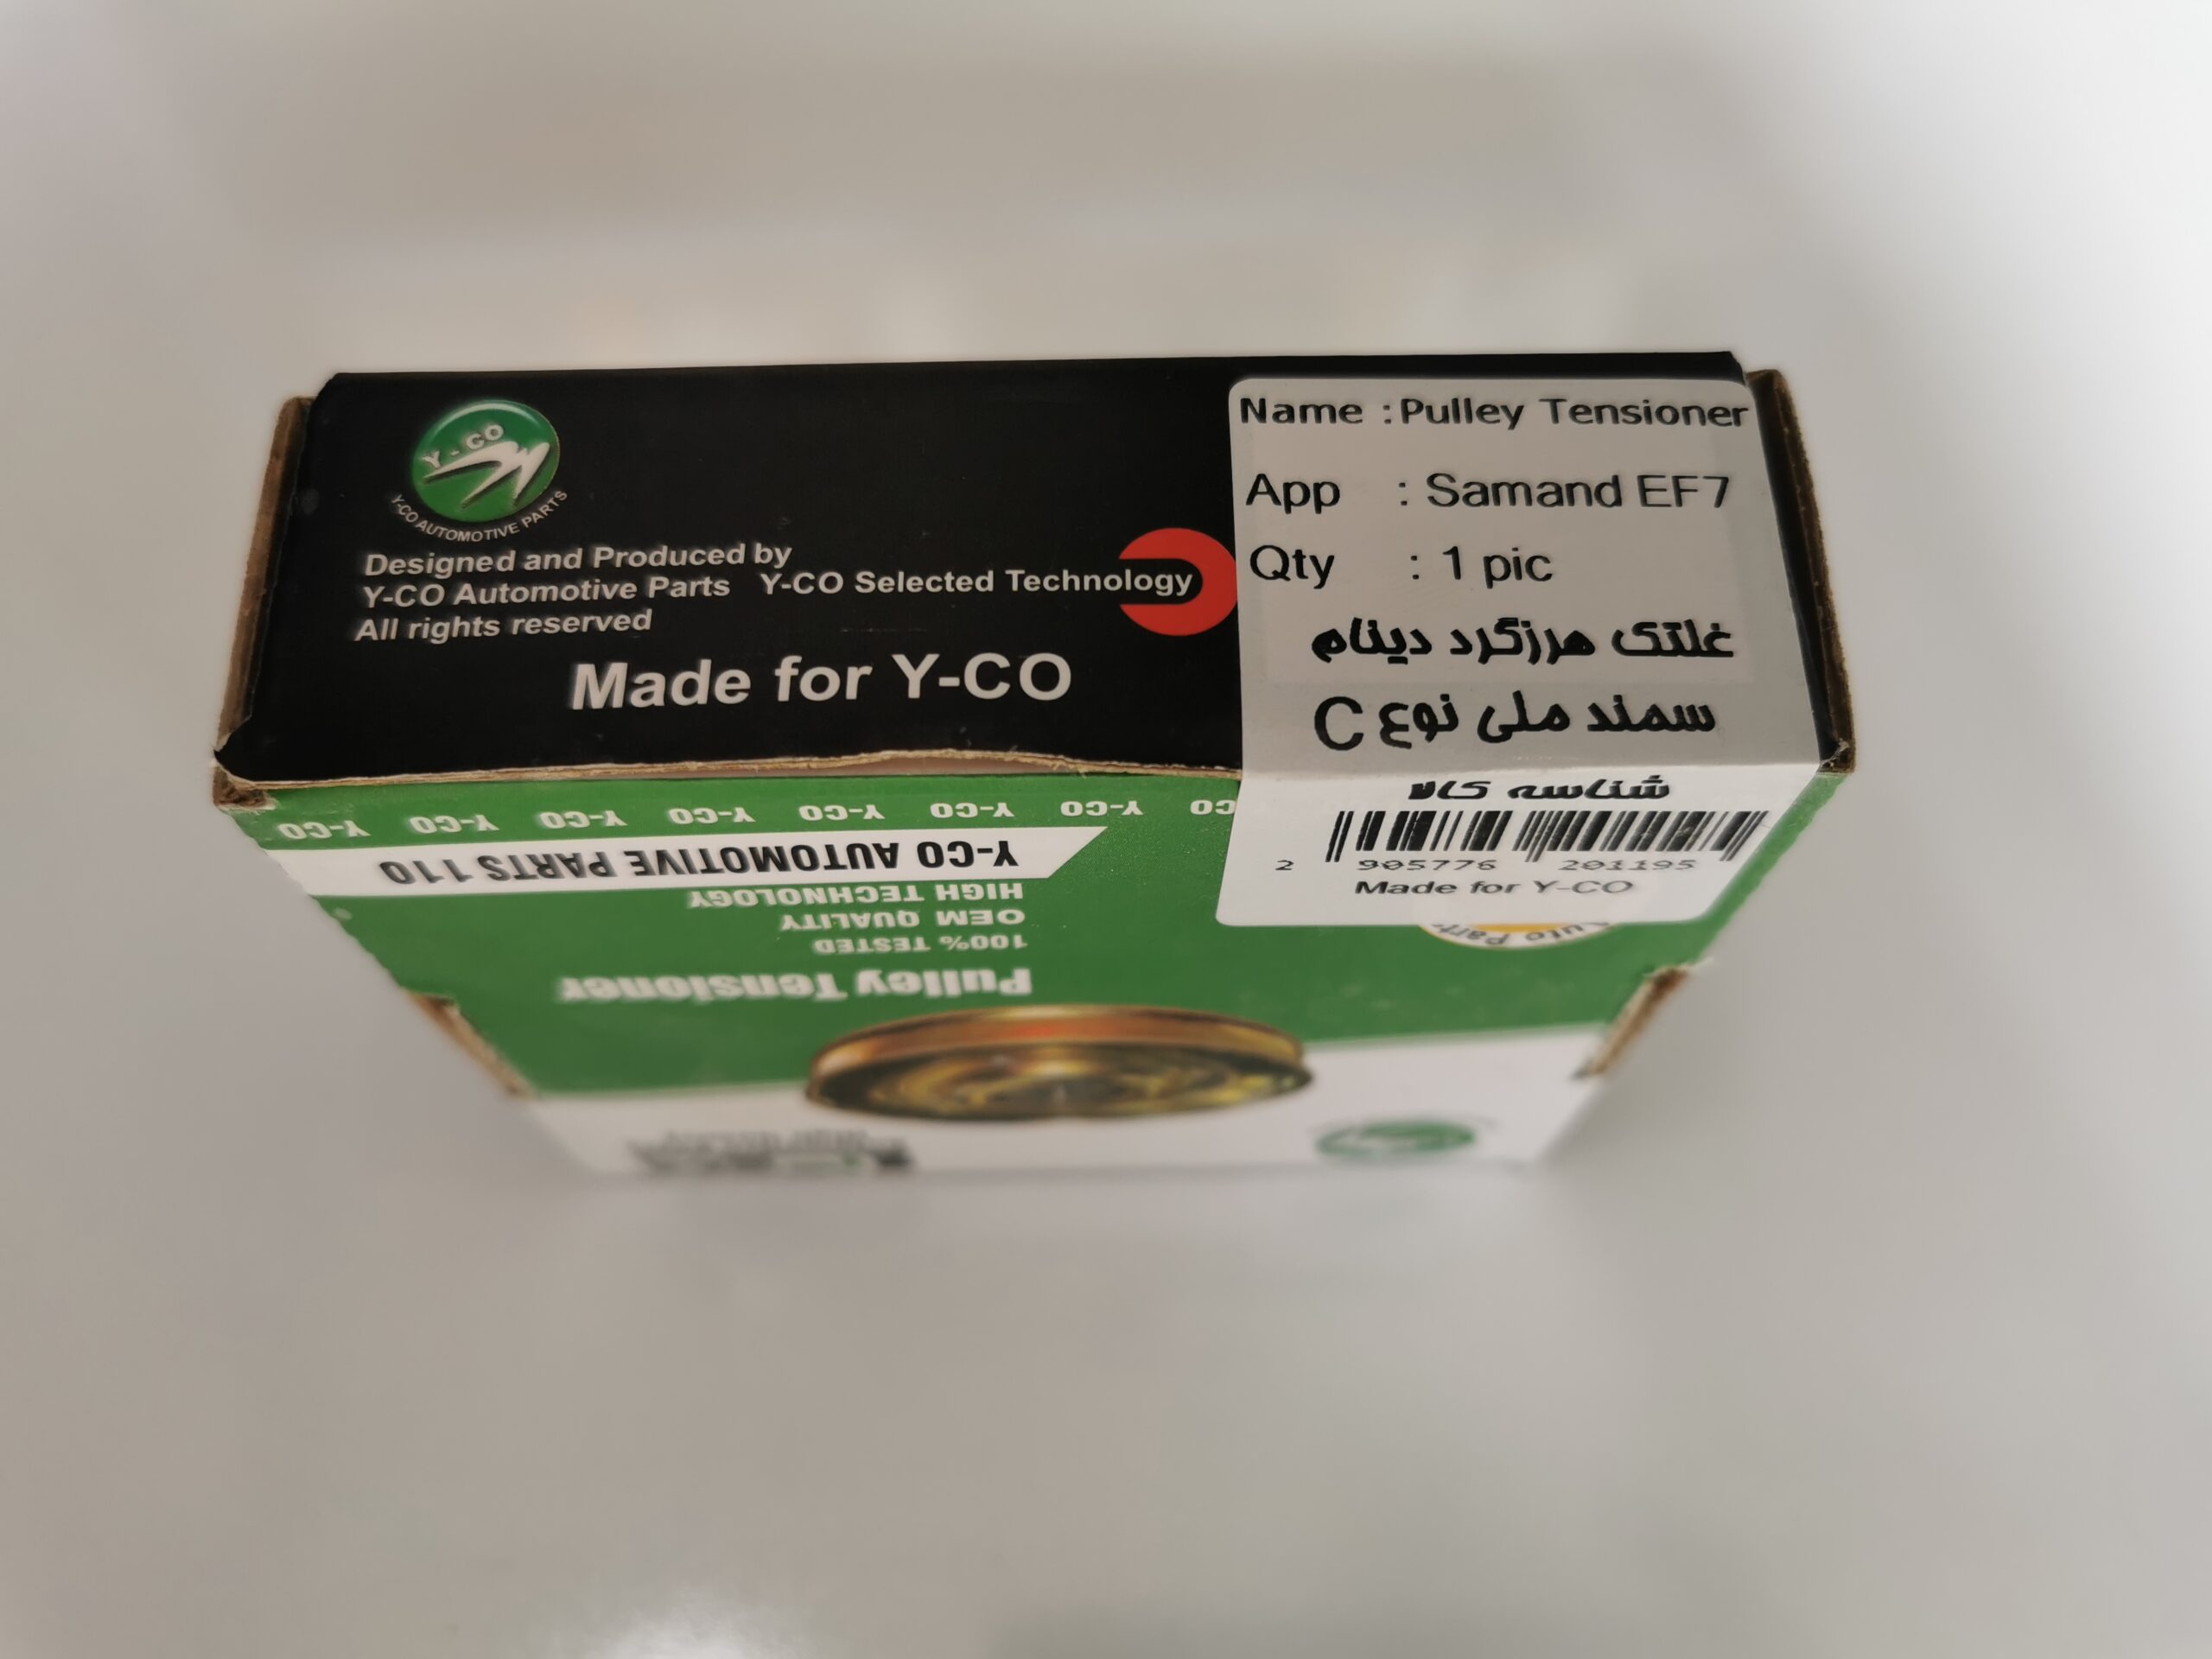 Y-CO
Y-CO AUTOMOTIVE PARTS
Designed and Produced by
Y-CO Automotive Parts Y-CO Selected Technology
All rights reserved
Made for Y-CO
Name : Pulley Tensioner
App : Samand EF7
Qty : 1 pic
غلتک هرزگرد دینام
سمند ملی نوع C
شناسه کالا
2 905776 201195
Made for Y-CO
Y-CO Y-CO Y-CO Y-CO Y-CO Y-CO Y-CO CO
Y-CO AUTOMOTIVE PARTS 110
HIGH TECHNOLOGY
OEM QUALITY
100% TESTED
Pulley Tensioner